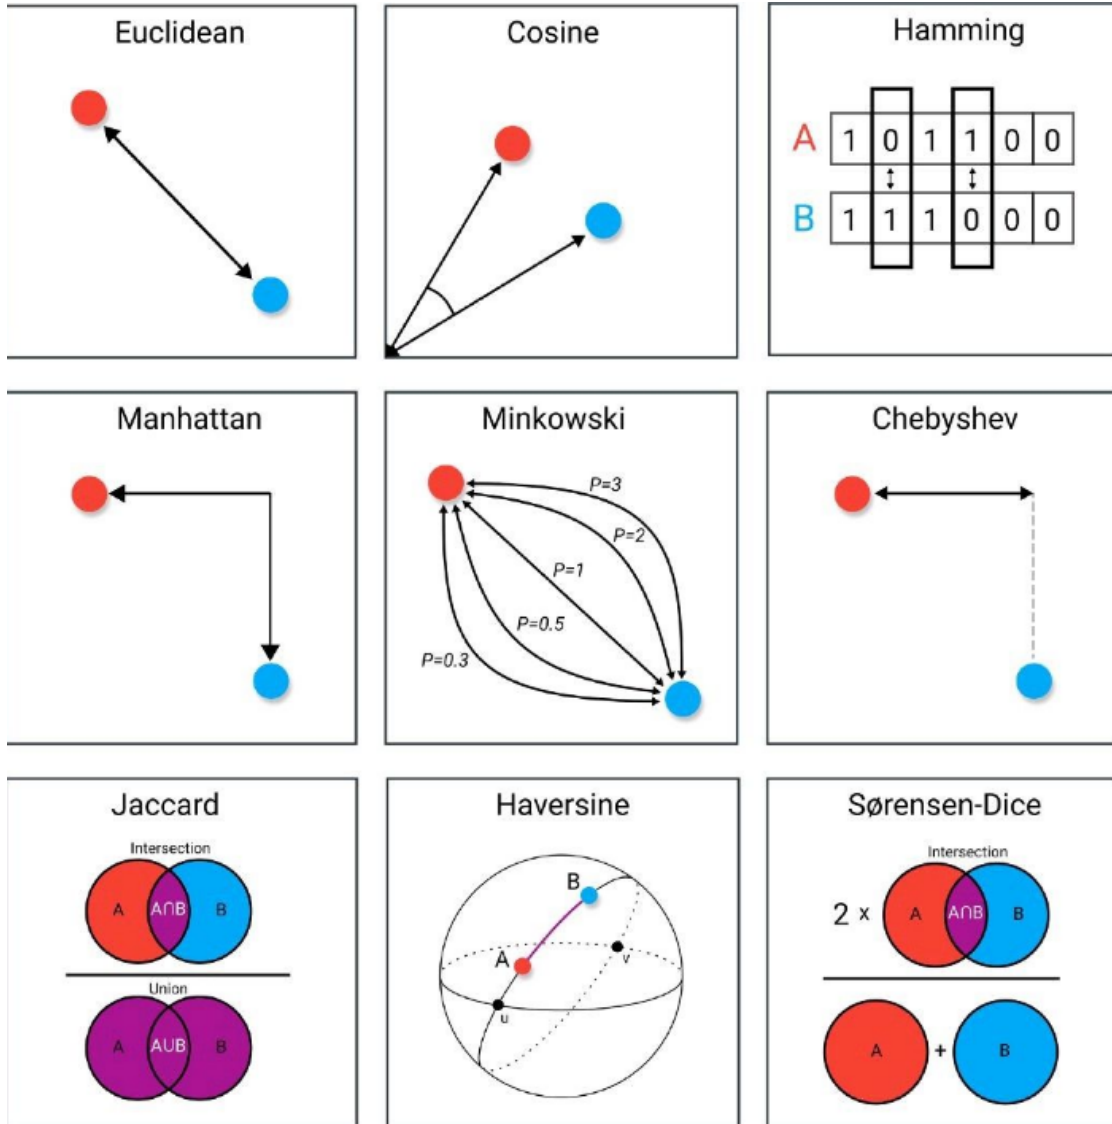 Euclidean
Cosine
Hamming
A 1 0 1 1 0 0
B 1 1 1 0 0 0
Manhattan
Minkowski
P=3
P=2
P=1
P=0.5
P=0.3
Chebyshev
Jaccard
Intersection
A A∩B B
Union
A A∪B B
Haversine
B
A
v
u
Sørensen-Dice
Intersection
2 x A A∩B B
A + B